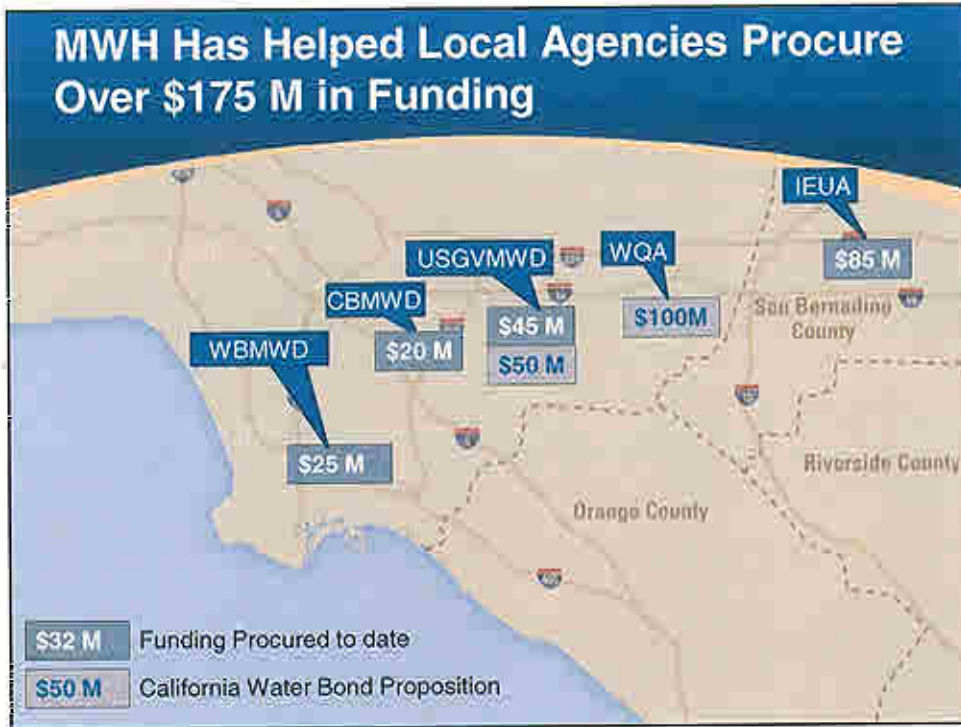 MWH Has Helped Local Agencies Procure
Over $175 M in Funding
IEUA
$85 M
USGVMWD
WQA
CBMWD
$45 M
$100M
San Bernadino
County
WBMWD
$20 M
$50 M
$25 M
Riverside County
Orange County
$32 M Funding Procured to date
$50 M California Water Bond Proposition